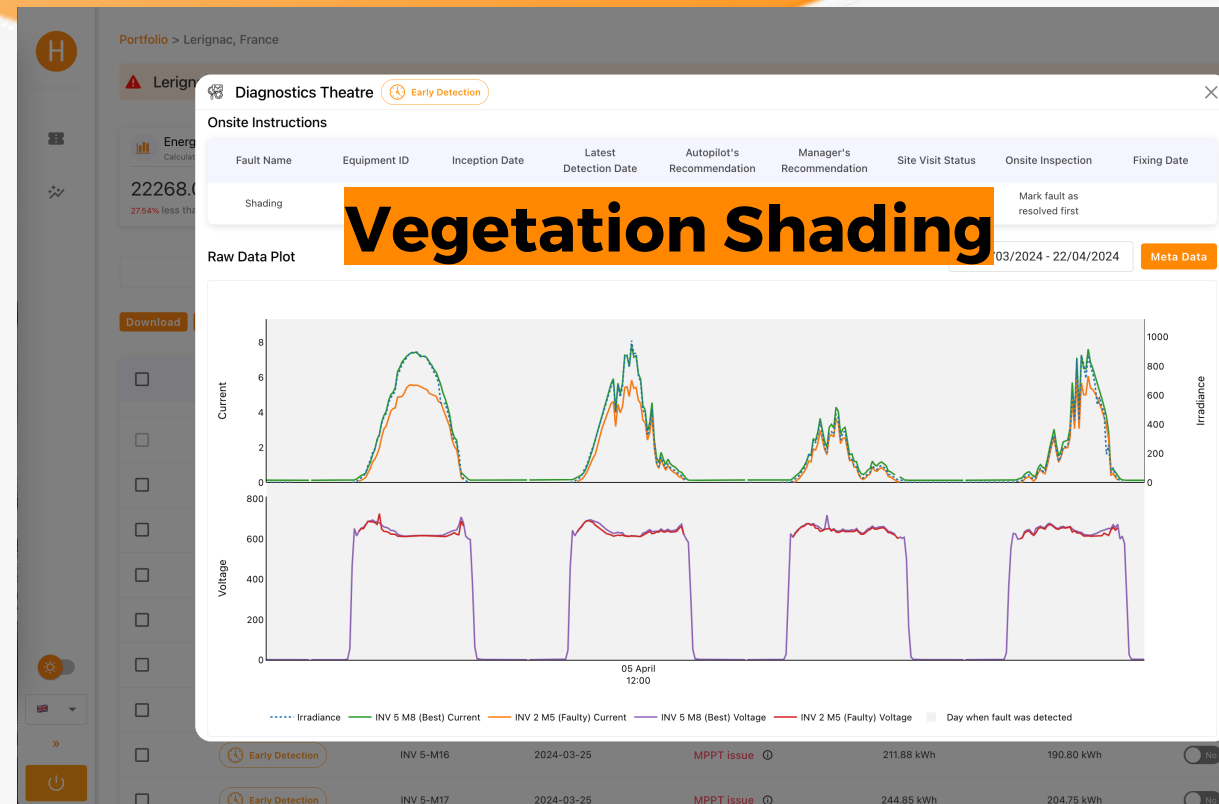 H
Portfolio > Lerignac, France
Lerign
Diagnostics Theatre
Early Detection
Onsite Instructions
Energ
Calculat
22268.0
27.54% less tha
Fault Name
Equipment ID
Inception Date
Latest
Detection Date
Autopilot's
Recommendation
Manager's
Recommendation
Site Visit Status
Onsite Inspection
Fixing Date
Shading
Mark fault as
resolved first
Vegetation Shading
Raw Data Plot
/03/2024 - 22/04/2024
Meta Data
Download
Current
8
6
4
2
0
1000
800
600
400
200
0
Irradiance
Voltage
800
600
400
200
0
05 April
12:00
Irradiance
INV 5 M8 (Best) Current
INV 2 M5 (Faulty) Current
INV 5 M8 (Best) Voltage
INV 2 M5 (Faulty) Voltage
Day when fault was detected
»
Early Detection
INV 5-M16
2024-03-25
MPPT issue
211.88 kWh
190.80 kWh
No
Early Detection
INV 5-M17
2024-03-25
MPPT issue
244.85 kWh
204.75 kWh
No